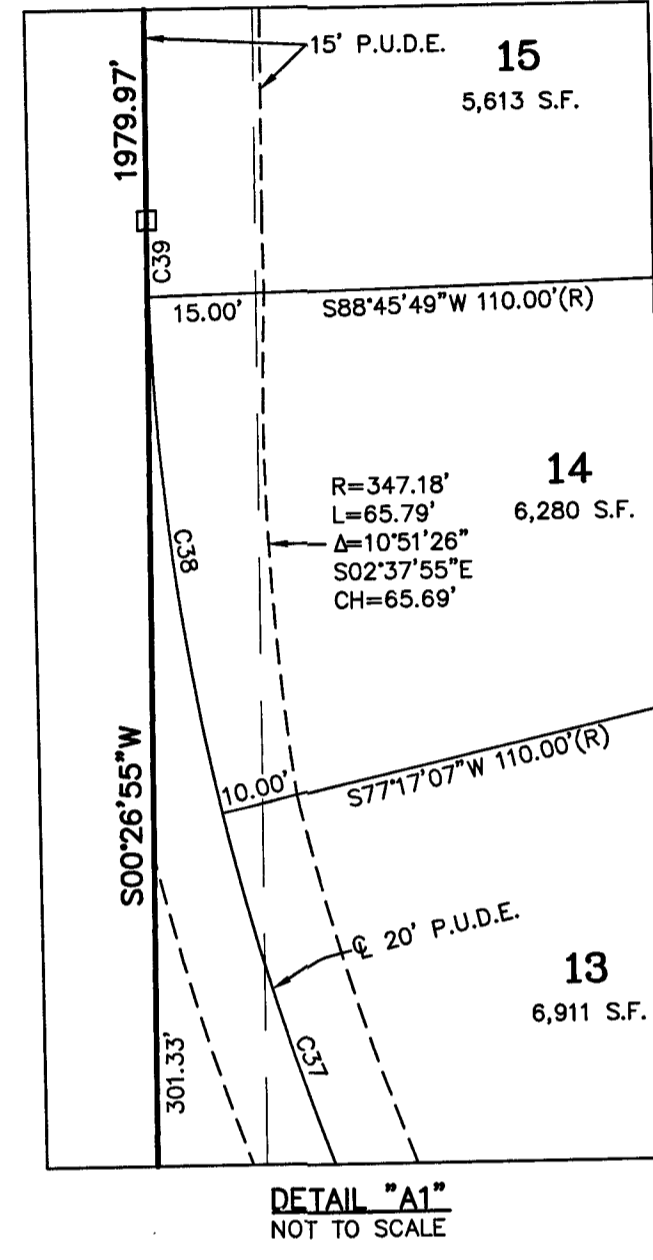 15' P.U.D.E.
15
5,613 S.F.
1979.97'
C39
15.00'
S88°45'49"W 110.00'(R)
R=347.18'
L=65.79'
Δ=10°51'26"
S02°37'55"E
CH=65.69'
14
6,280 S.F.
C38
S00°26'55"W
10.00'
S77°17'07"W 110.00'(R)
℄ 20' P.U.D.E.
13
6,911 S.F.
C37
301.33'
DETAIL "A1"
NOT TO SCALE